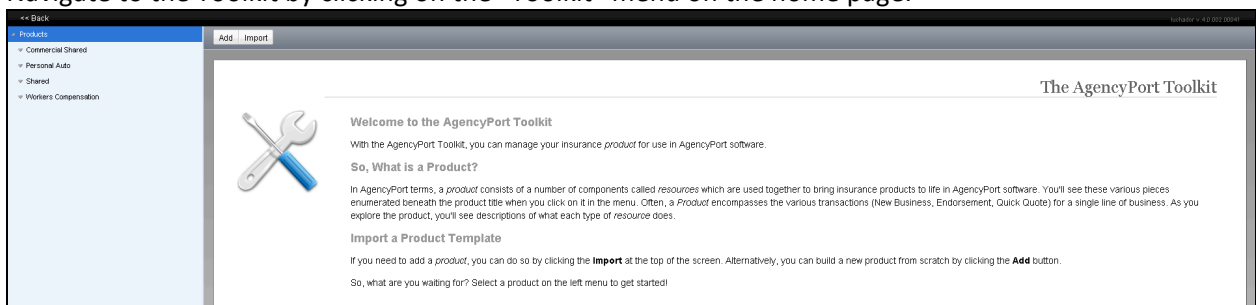 Navigate to the Toolkit by clicking on the "Toolkit" menu on the home page.
<< Back
luchador v. 4.0.002.00041
Products
Commercial Shared
Personal Auto
Shared
Workers Compensation
Add Import
The AgencyPort Toolkit
Welcome to the AgencyPort Toolkit
With the AgencyPort Toolkit, you can manage your insurance product for use in AgencyPort software.
So, What is a Product?
In AgencyPort terms, a product consists of a number of components called resources which are used together to bring insurance products to life in AgencyPort software. You'll see these various pieces
enumerated beneath the product title when you click on it in the menu. Often, a Product encompasses the various transactions (New Business, Endorsement, Quick Quote) for a single line of business. As you
explore the product, you'll see descriptions of what each type of resource does.
Import a Product Template
If you need to add a product, you can do so by clicking the Import at the top of the screen. Alternatively, you can build a new product from scratch by clicking the Add button.
So, what are you waiting for? Select a product on the left menu to get started!